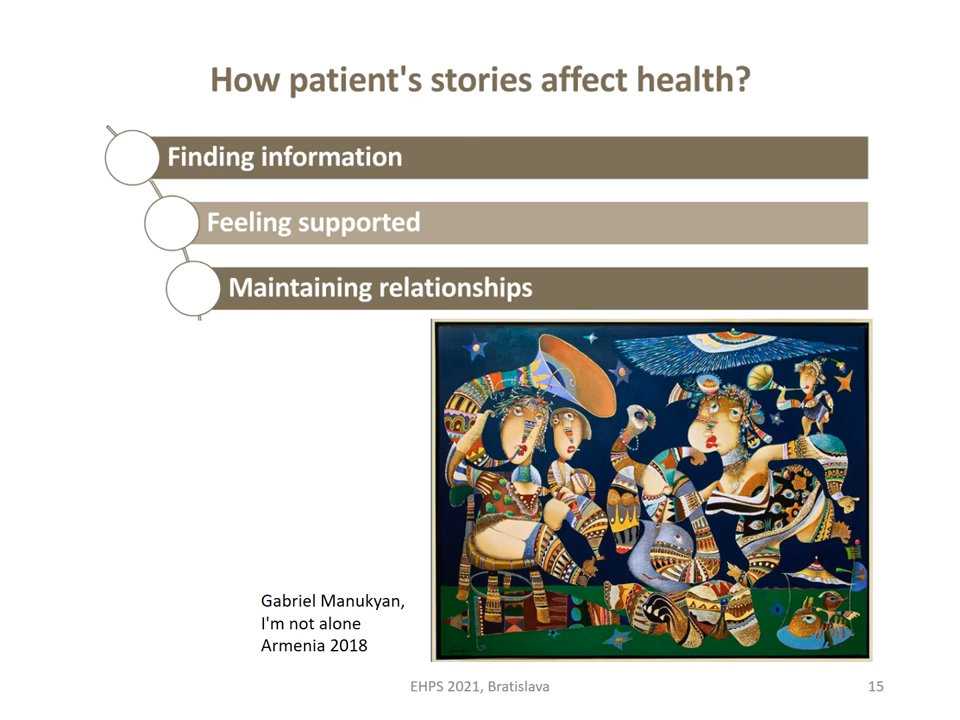 How patient's stories affect health?
Finding information
Feeling supported
Maintaining relationships
Gabriel Manukyan,
I'm not alone
Armenia 2018
EHPS 2021, Bratislava
15